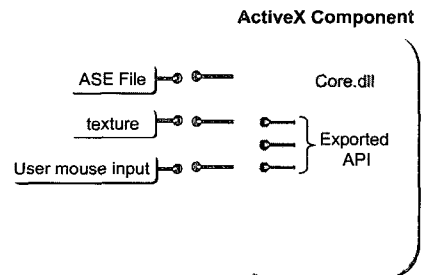 ActiveX Component
ASE File
Core.dll
texture
Exported
API
User mouse input